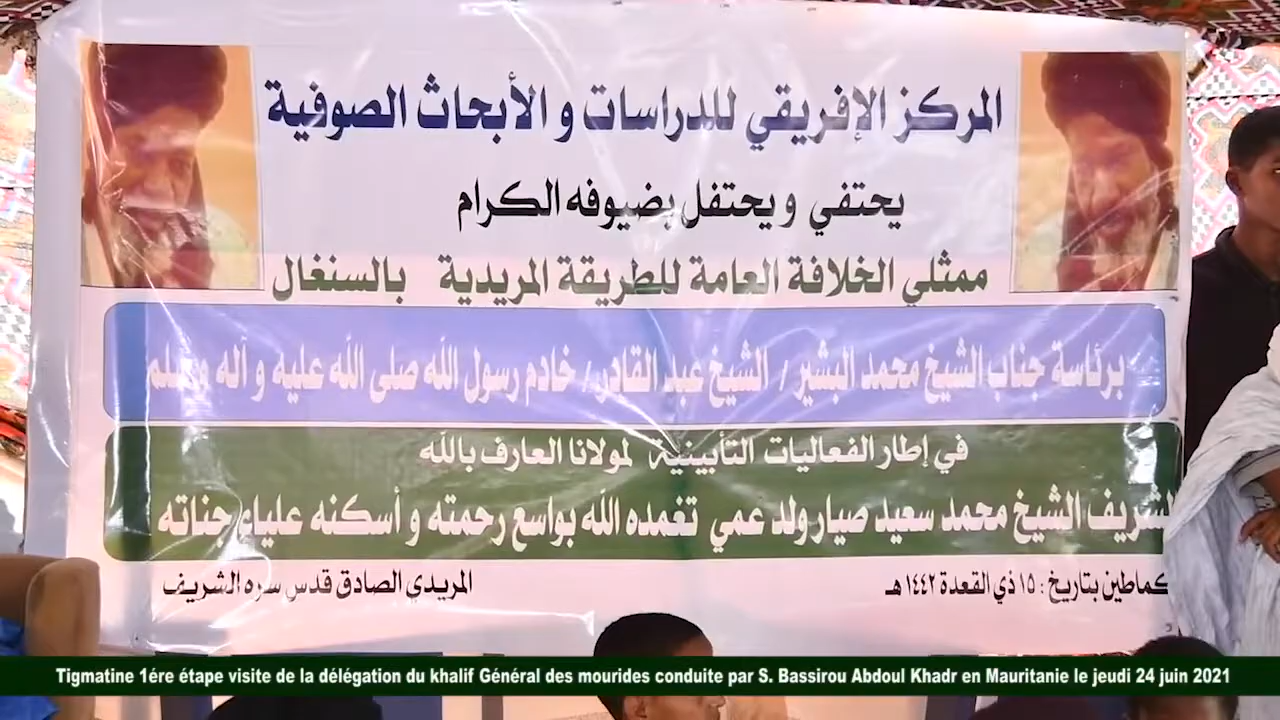 المركز الإفريقي للدراسات و الأبحاث الصوفية
يحتفي و يحتفل بضيوفه الكرام
ممثلي الخلافة العامة للطريقة المريدية بالسنغال
برئاسة جناب الشيخ محمد البشير / الشيخ عبد القادر / خادم رسول الله صلى الله عليه و آله وسلم
في إطار الفعاليات التأبينية لمولانا العارف بالله
الشريف الشيخ محمد سعيد صيار ولد عمي تغمده الله بواسع رحمته و أسكنه علياء جناته
كماطين بتاريخ : ١٥ ذي القعدة ١٤٤٢ هـ المريدي الصادق قدس سره الشريف
Tigmatine 1ére étape visite de la délégation du khalif Général des mourides conduite par S. Bassirou Abdoul Khadr en Mauritanie le jeudi 24 juin 2021